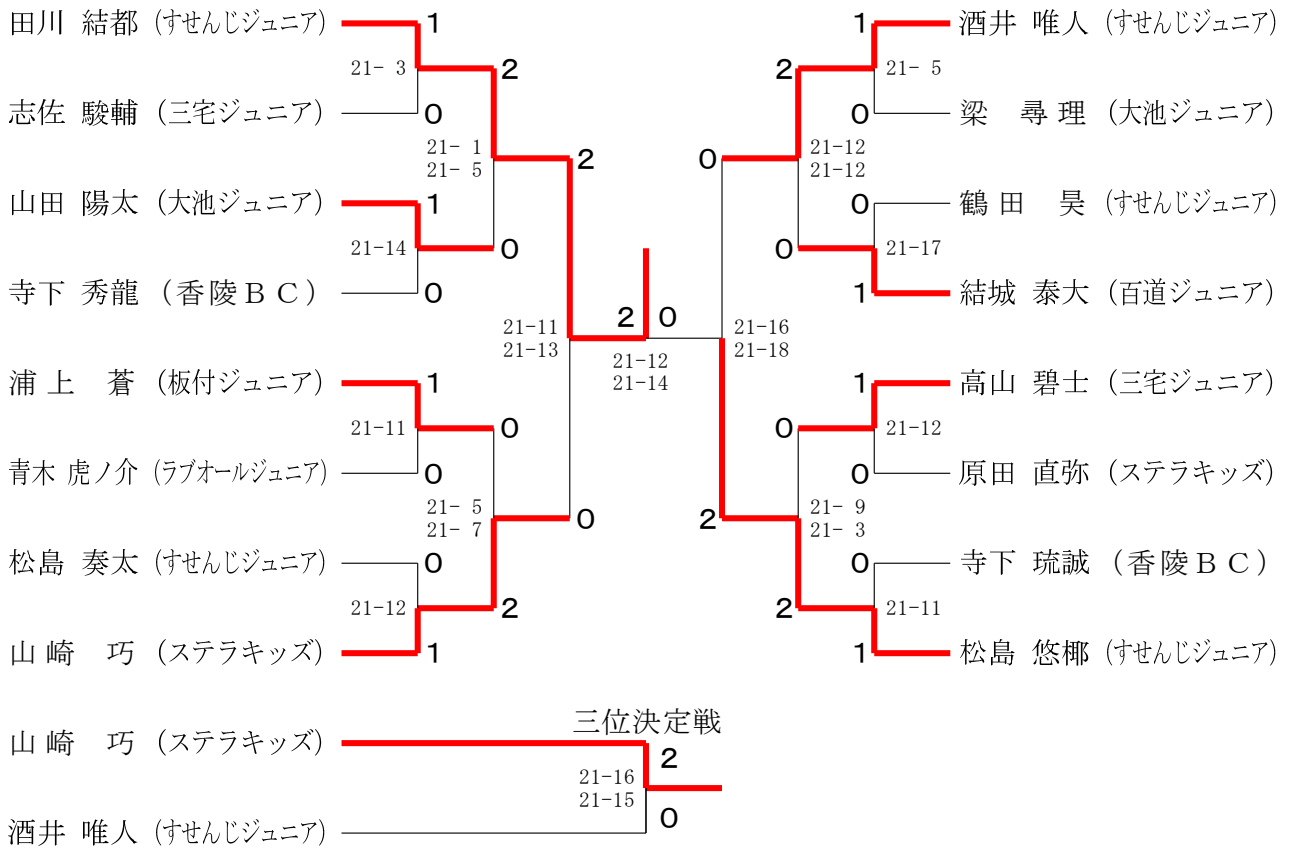 田川 結都 (すせんじジュニア)
1
21- 3
2
志佐 駿輔 (三宅ジュニア)
0
21- 1
21- 5
2
山田 陽太 (大池ジュニア)
1
21-14
0
寺下 秀龍 (香陵ＢＣ)
0
21-11
21-13
浦上 蒼 (板付ジュニア)
1
21-11
0
青木 虎ノ介 (ラブオールジュニア)
0
21- 5
21- 7
0
松島 奏太 (すせんじジュニア)
0
21-12
2
山崎 巧 (ステラキッズ)
1
2 0
21-12
21-14
1
酒井 唯人 (すせんじジュニア)
2
21- 5
0
梁 尋理 (大池ジュニア)
0
21-12
21-12
0
鶴田 昊 (すせんじジュニア)
0
21-17
1
結城 泰大 (百道ジュニア)
21-16
21-18
1
高山 碧士 (三宅ジュニア)
0
21-12
0
原田 直弥 (ステラキッズ)
2
21- 9
21- 3
0
寺下 琉誠 (香陵ＢＣ)
2
21-11
1
松島 悠椰 (すせんじジュニア)
三位決定戦
山崎 巧 (ステラキッズ)
2
21-16
21-15
0
酒井 唯人 (すせんじジュニア)